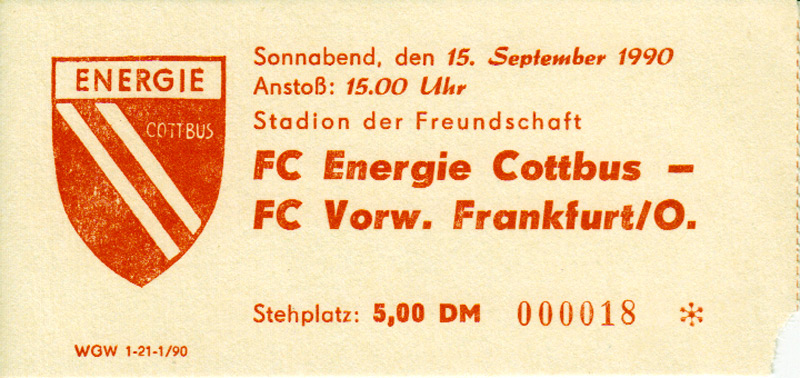 ENERGIE
COTTBUS
Sonnabend, den 15. September 1990
Anstoß: 15.00 Uhr
Stadion der Freundschaft
FC Energie Cottbus –
FC Vorw. Frankfurt/O.
Stehplatz: 5,00 DM 000018 *
WGW 1-21-1/90